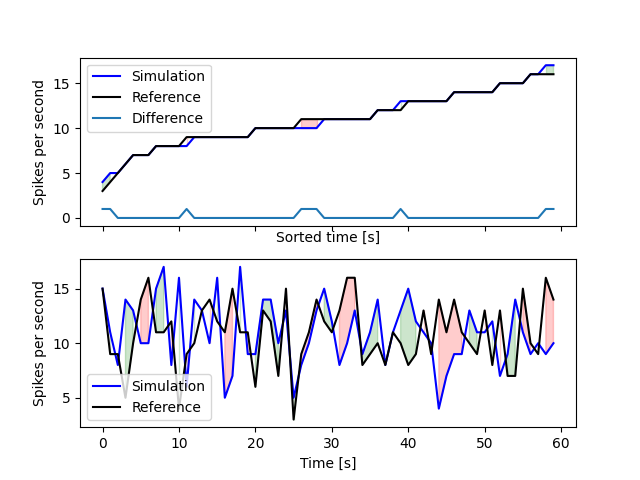 Spikes per second
15
10
5
0
Simulation
Reference
Difference
Sorted time [s]
Spikes per second
15
10
5
Simulation
Reference
0 10 20 30 40 50 60
Time [s]